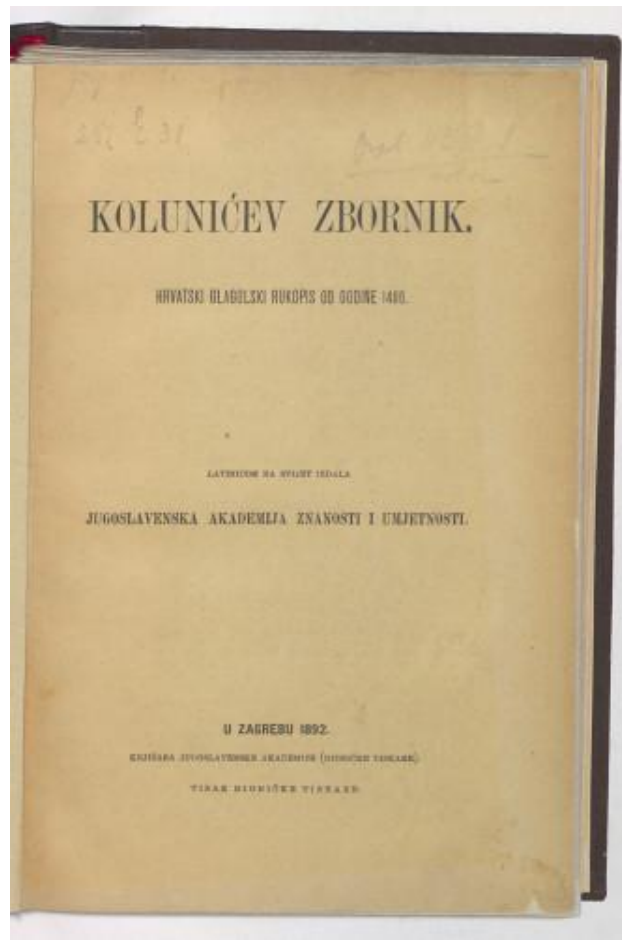 KOLUNIĆEV ZBORNIK.
HRVATSKI GLAGOLSKI RUKOPIS OD GODINE 1486.
LATINICOM NA SVIJET IZDALA
JUGOSLAVENSKA AKADEMIJA ZNANOSTI I UMJETNOSTI.
U ZAGREBU 1892.
KNJIŽARA JUGOSLAVENSKE AKADEMIJE (DIONIČKE TISKARE).
TISAK DIONIČKE TISKARE.